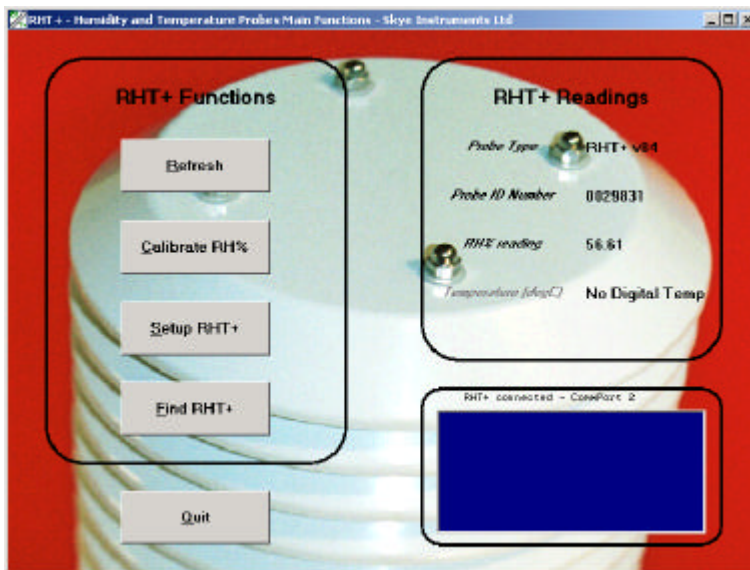 RHT+ - Humidity and Temperature Probes Main Functions - Skye Instruments Ltd
RHT+ Functions
Refresh
Calibrate RH%
Setup RHT+
Find RHT+
Quit
RHT+ Readings
Probe Type RHT+ v84
Probe ID Number 0029831
RH% reading 56.61
Temperature (degC) No Digital Temp
RHT+ connected - CommPort 2